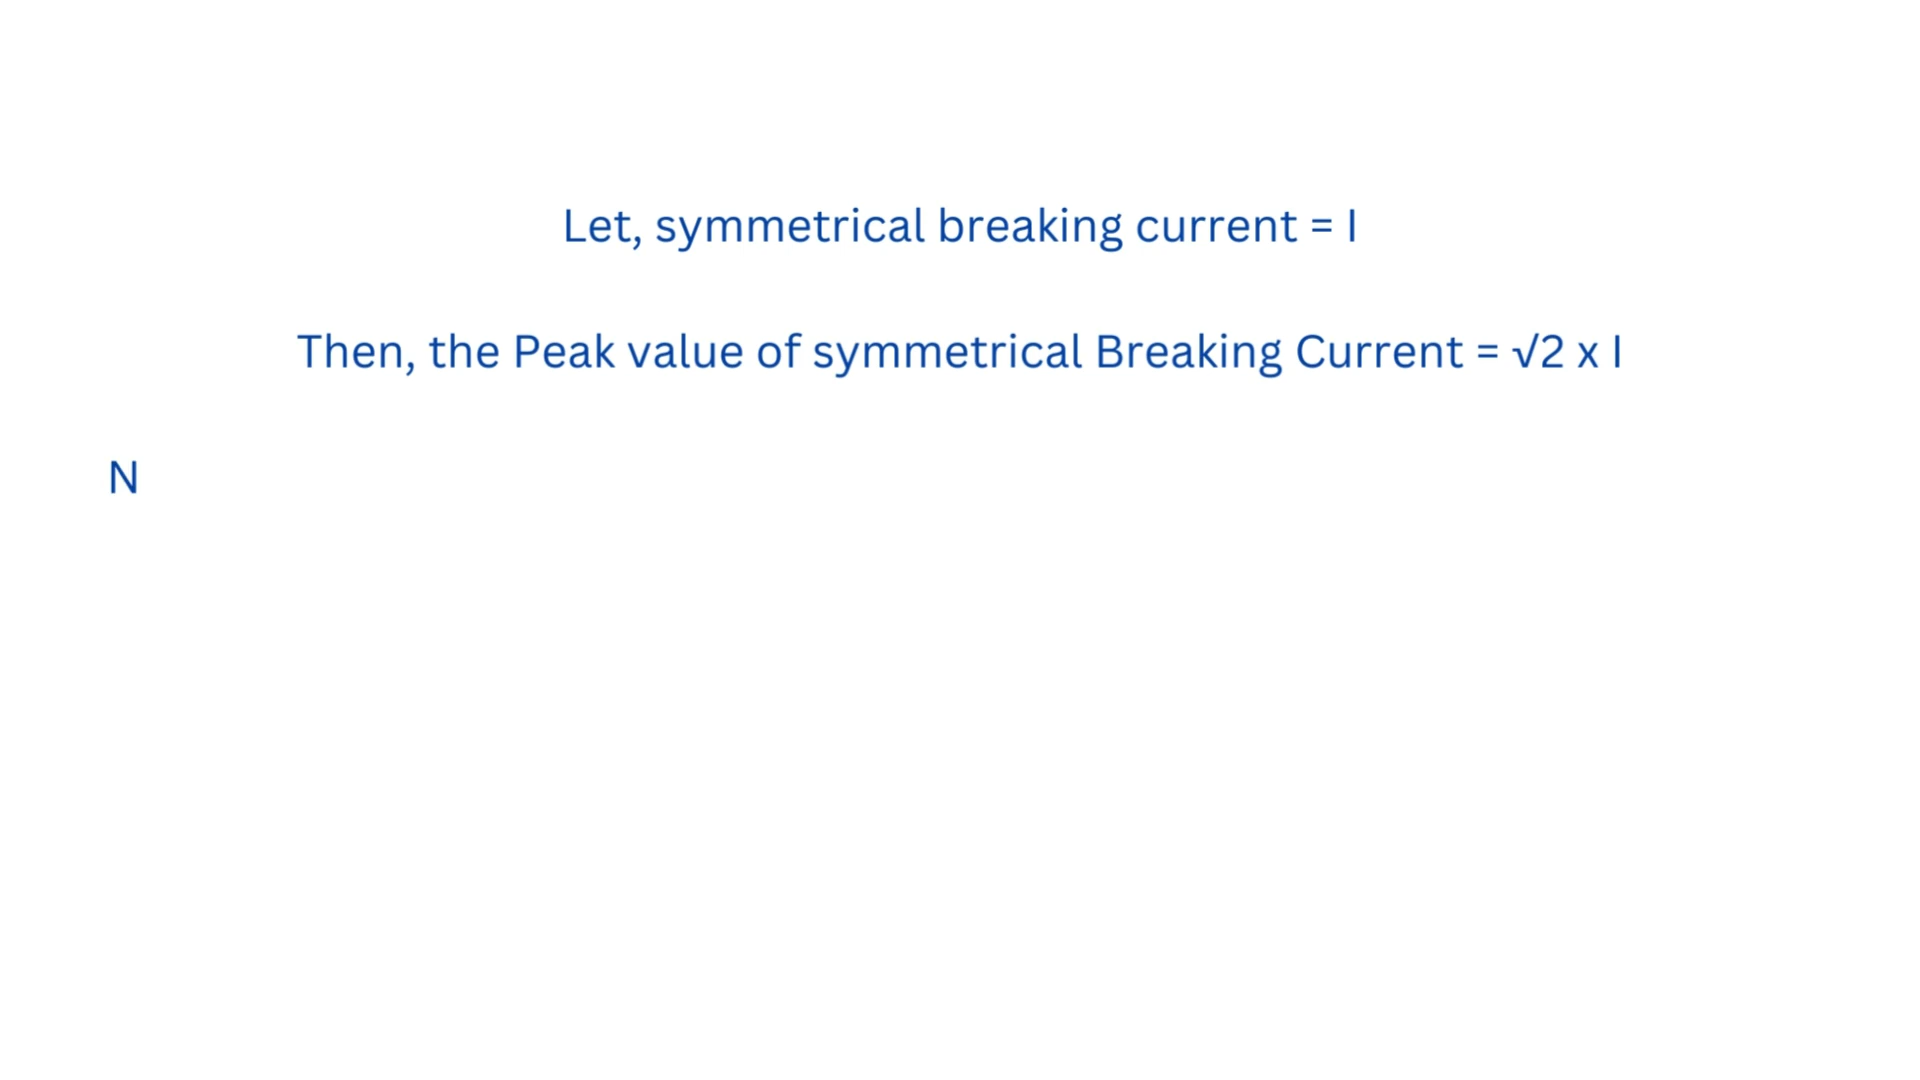 Let, symmetrical breaking current = I
Then, the Peak value of symmetrical Breaking Current = √2 x I
N